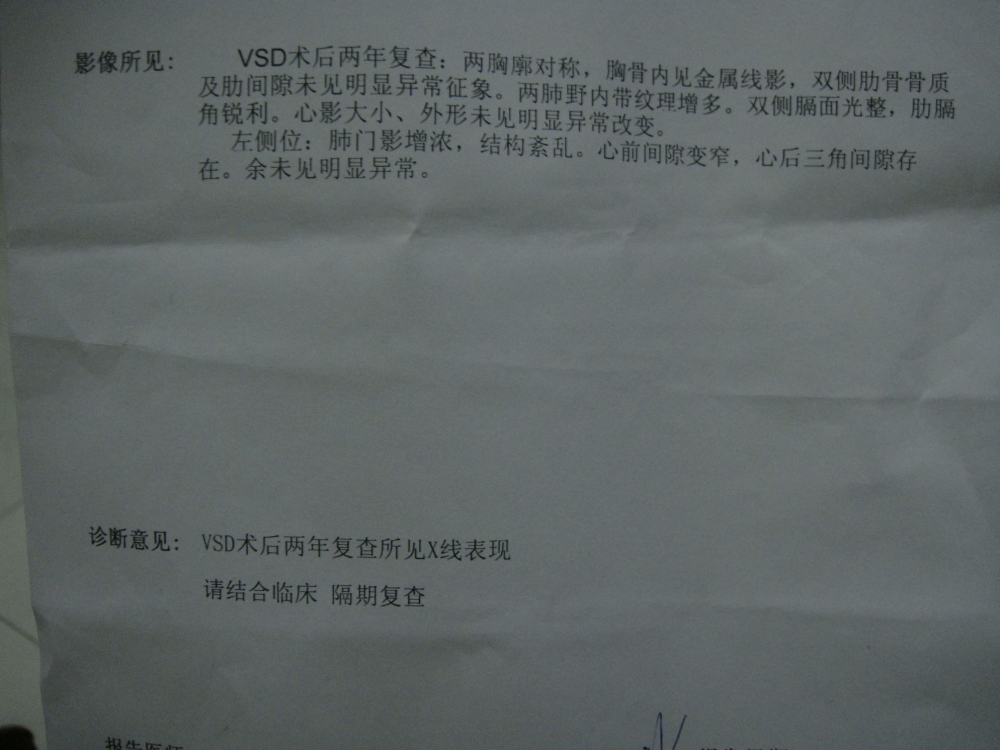 影像所见： VSD术后两年复查：两胸廓对称，胸骨内见金属线影，双侧肋骨骨质
及肋间隙未见明显异常征象。两肺野内带纹理增多。双侧膈面光整，肋膈
角锐利。心影大小、外形未见明显异常改变。
左侧位：肺门影增浓，结构紊乱。心前间隙变窄，心后三角间隙存
在。余未见明显异常。
诊断意见： VSD术后两年复查所见X线表现
请结合临床 隔期复查
报告医师